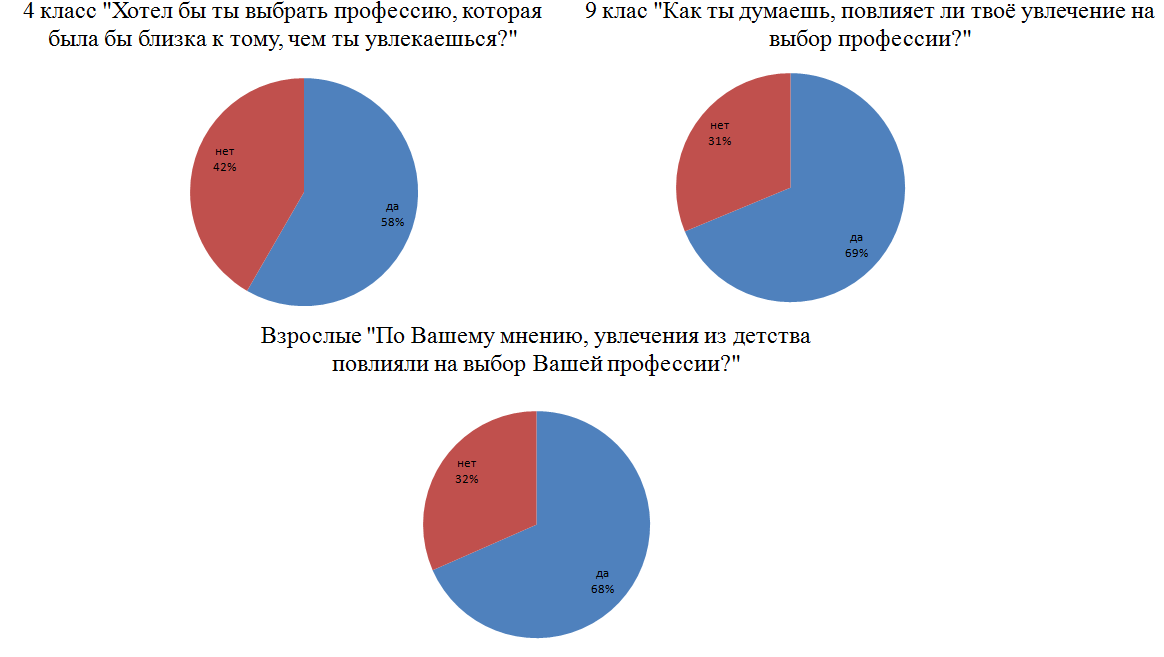 4 класс "Хотел бы ты выбрать профессию, которая
была бы близка к тому, чем ты увлекаешься?"
нет
42%
да
58%
9 клас "Как ты думаешь, повлияет ли твоё увлечение на
выбор профессии?"
нет
31%
да
69%
Взрослые "По Вашему мнению, увлечения из детства
повлияли на выбор Вашей профессии?"
нет
32%
да
68%